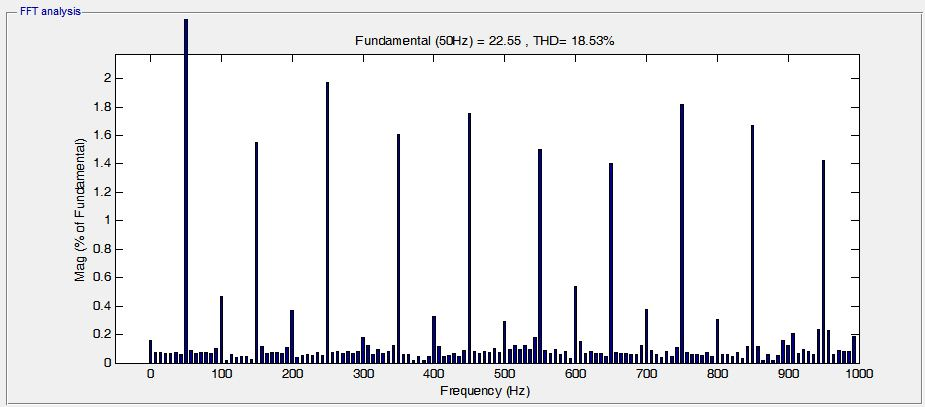 FFT analysis
Fundamental (50Hz) = 22.55 , THD= 18.53%
2
1.8
1.6
1.4
1.2
1
0.8
0.6
0.4
0.2
0
Mag (% of Fundamental)
0 100 200 300 400 500 600 700 800 900 1000
Frequency (Hz)